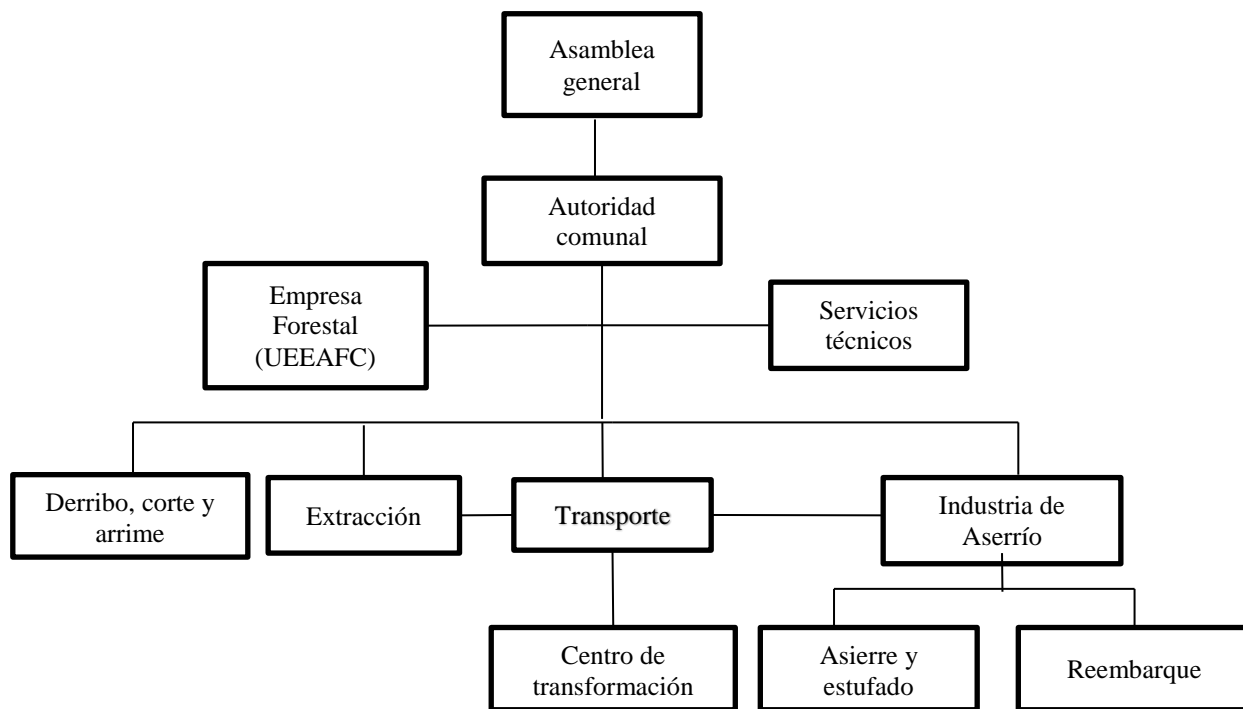 Asamblea
general
Autoridad
comunal
Empresa
Forestal
(UEEAFC)
Servicios
técnicos
Derribo, corte y
arrime
Extracción
Transporte
Industria de
Aserrío
Centro de
transformación
Asierre y
estufado
Reembarque